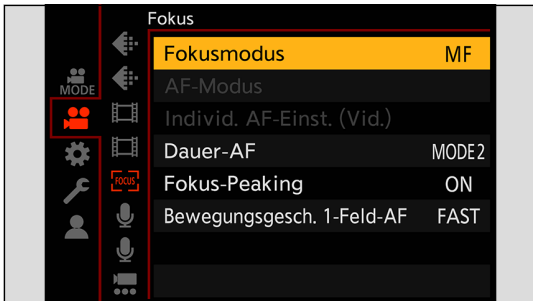 Fokus
Fokusmodus MF
AF-Modus
MODE
Individ. AF-Einst. (Vid.)
Dauer-AF MODE2
FOCUS
Fokus-Peaking ON
Bewegungsgesch. 1-Feld-AF FAST